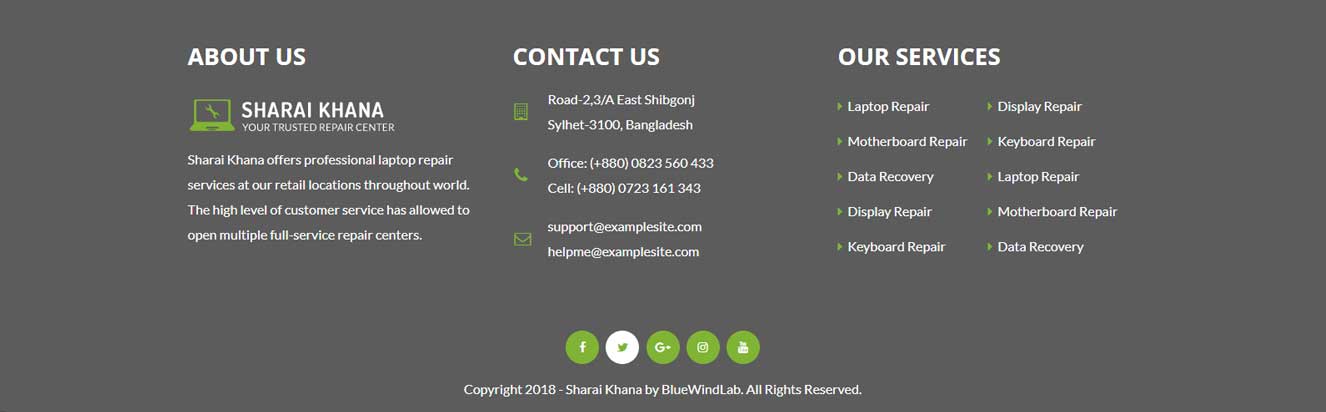 ABOUT US
SHARAI KHANA
YOUR TRUSTED REPAIR CENTER
Sharai Khana offers professional laptop repair
services at our retail locations throughout world.
The high level of customer service has allowed to
open multiple full-service repair centers.
CONTACT US
Road-2,3/A East Shibgonj
Sylhet-3100, Bangladesh
Office: (+880) 0823 560 433
Cell: (+880) 0723 161 343
support@examplesite.com
helpme@examplesite.com
OUR SERVICES
Laptop Repair
Motherboard Repair
Data Recovery
Display Repair
Keyboard Repair
Display Repair
Keyboard Repair
Laptop Repair
Motherboard Repair
Data Recovery
Copyright 2018 - Sharai Khana by BlueWindLab. All Rights Reserved.